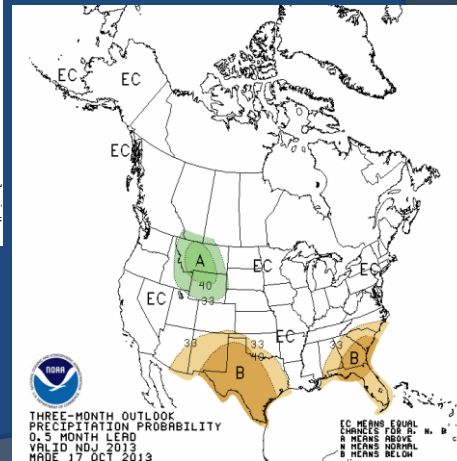 EC
EC
EC
A
EC
EC
40
EC
33
EC
33
33
33
40
B
B
NOAA
THREE-MONTH OUTLOOK
PRECIPITATION PROBABILITY
0.5 MONTH LEAD
VALID NDJ 2013
MADE 17 OCT 2013
EC MEANS EQUAL
CHANCES FOR A, N, B
A MEANS ABOVE
N MEANS NORMAL
B MEANS BELOW